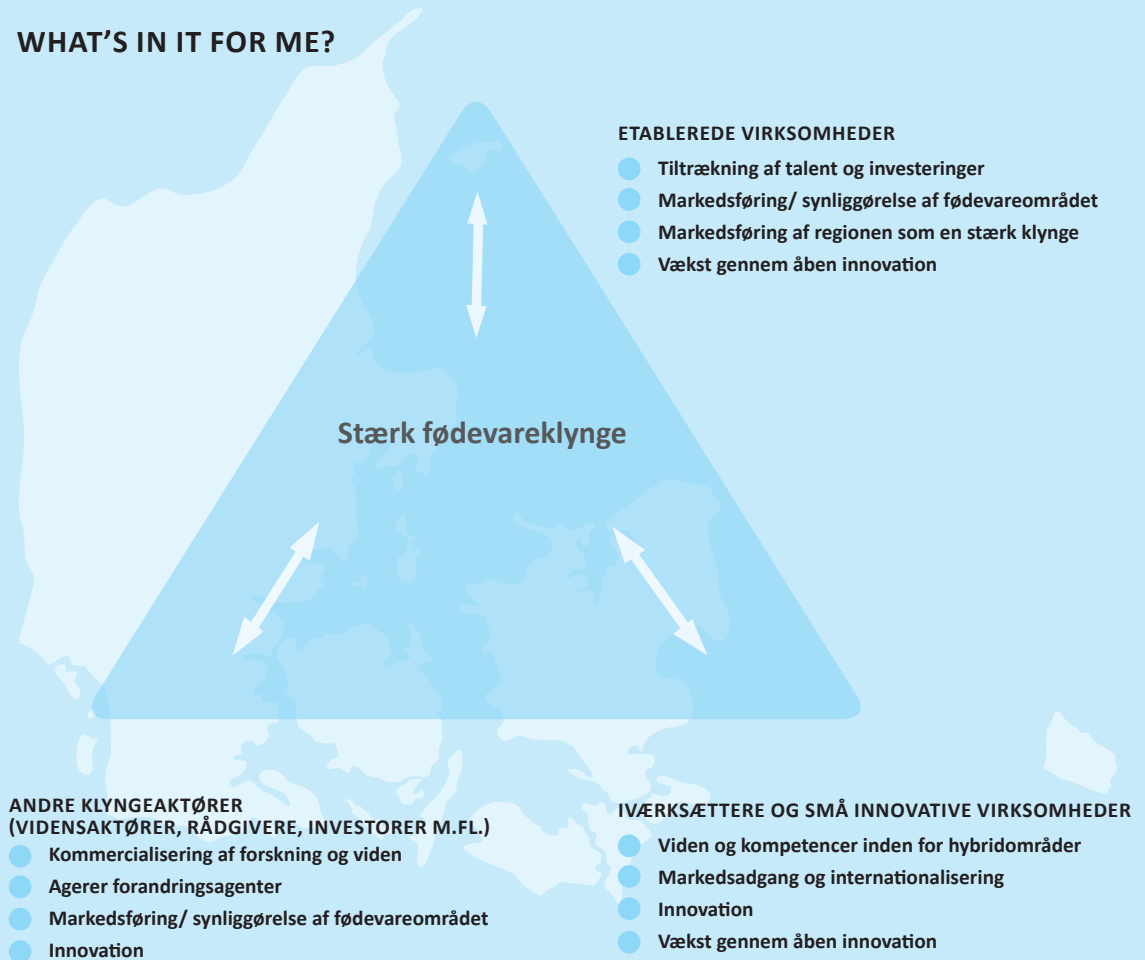 WHAT'S IN IT FOR ME?
ETABLEREDE VIRKSOMHEDER
Tiltrækning af talent og investeringer
Markedsføring/ synliggørelse af fødevareområdet
Markedsføring af regionen som en stærk klynge
Vækst gennem åben innovation
Stærk fødevareklynge
ANDRE KLYNGEAKTØRER
(VIDENSAKTØRER, RÅDGIVERE, INVESTORER M.FL.)
Kommercialisering af forskning og viden
Agerer forandringsagenter
Markedsføring/ synliggørelse af fødevareområdet
Innovation
IVÆRKSÆTTERE OG SMÅ INNOVATIVE VIRKSOMHEDER
Viden og kompetencer inden for hybridområder
Markedsadgang og internationalisering
Innovation
Vækst gennem åben innovation